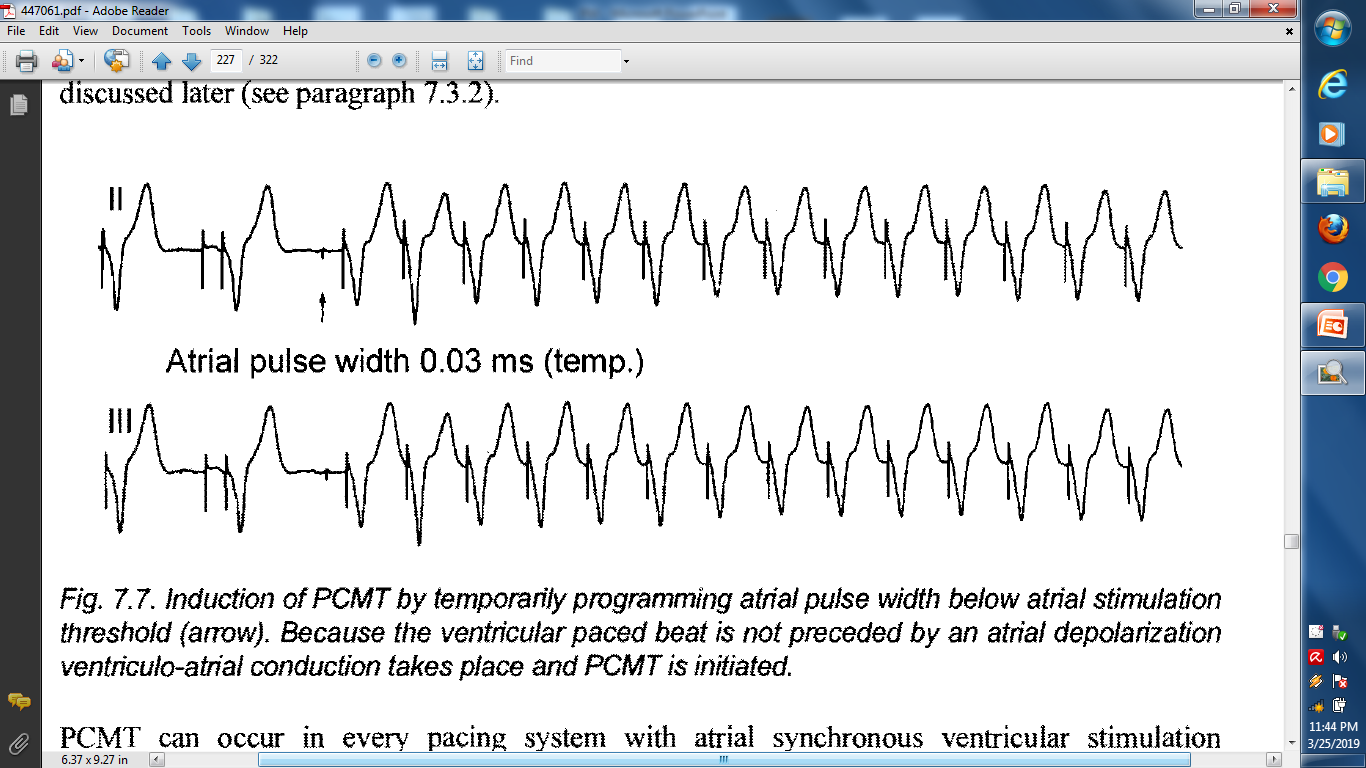 447061.pdf - Adobe Reader
File Edit View Document Tools Window Help
227 / 322
Find
discussed later (see paragraph 7.3.2).
II
Atrial pulse width 0.03 ms (temp.)
III
Fig. 7.7. Induction of PCMT by temporarily programming atrial pulse width below atrial stimulation
threshold (arrow). Because the ventricular paced beat is not preceded by an atrial depolarization
ventriculo-atrial conduction takes place and PCMT is initiated.
PCMT can occur in every pacing system with atrial synchronous ventricular stimulation
6.37 x 9.27 in
11:44 PM
3/25/2019